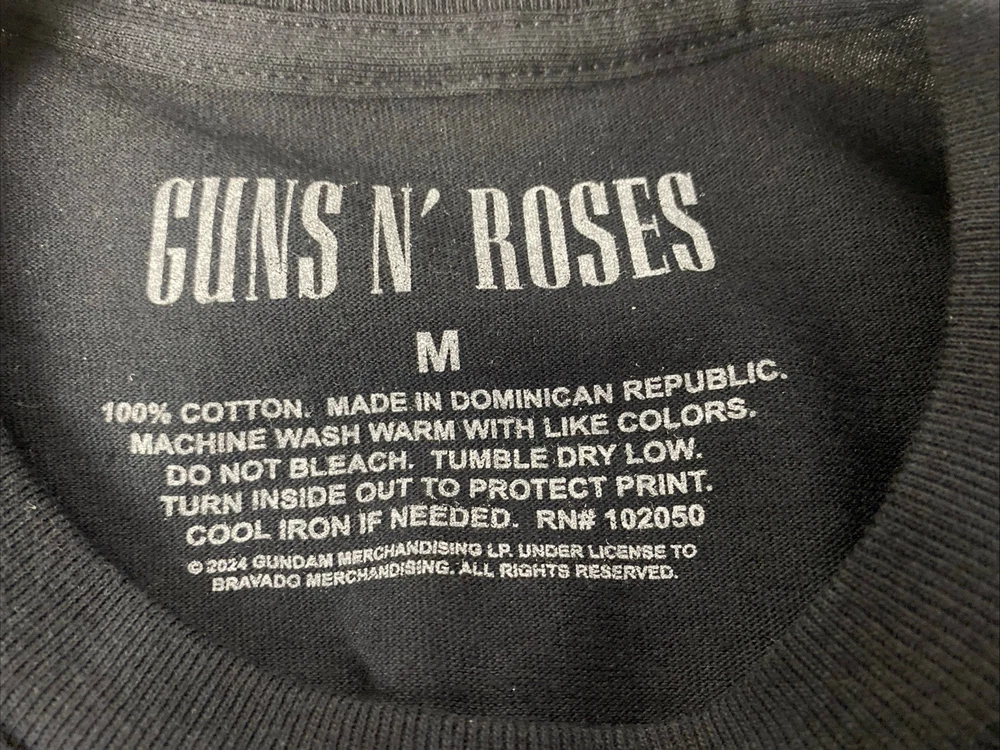 GUNS N' ROSES
M
100% COTTON. MADE IN DOMINICAN REPUBLIC.
MACHINE WASH WARM WITH LIKE COLORS.
DO NOT BLEACH. TUMBLE DRY LOW.
TURN INSIDE OUT TO PROTECT PRINT.
COOL IRON IF NEEDED. RN# 102050
© 2024 GUNDAM MERCHANDISING LP. UNDER LICENSE TO
BRAVADO MERCHANDISING. ALL RIGHTS RESERVED.